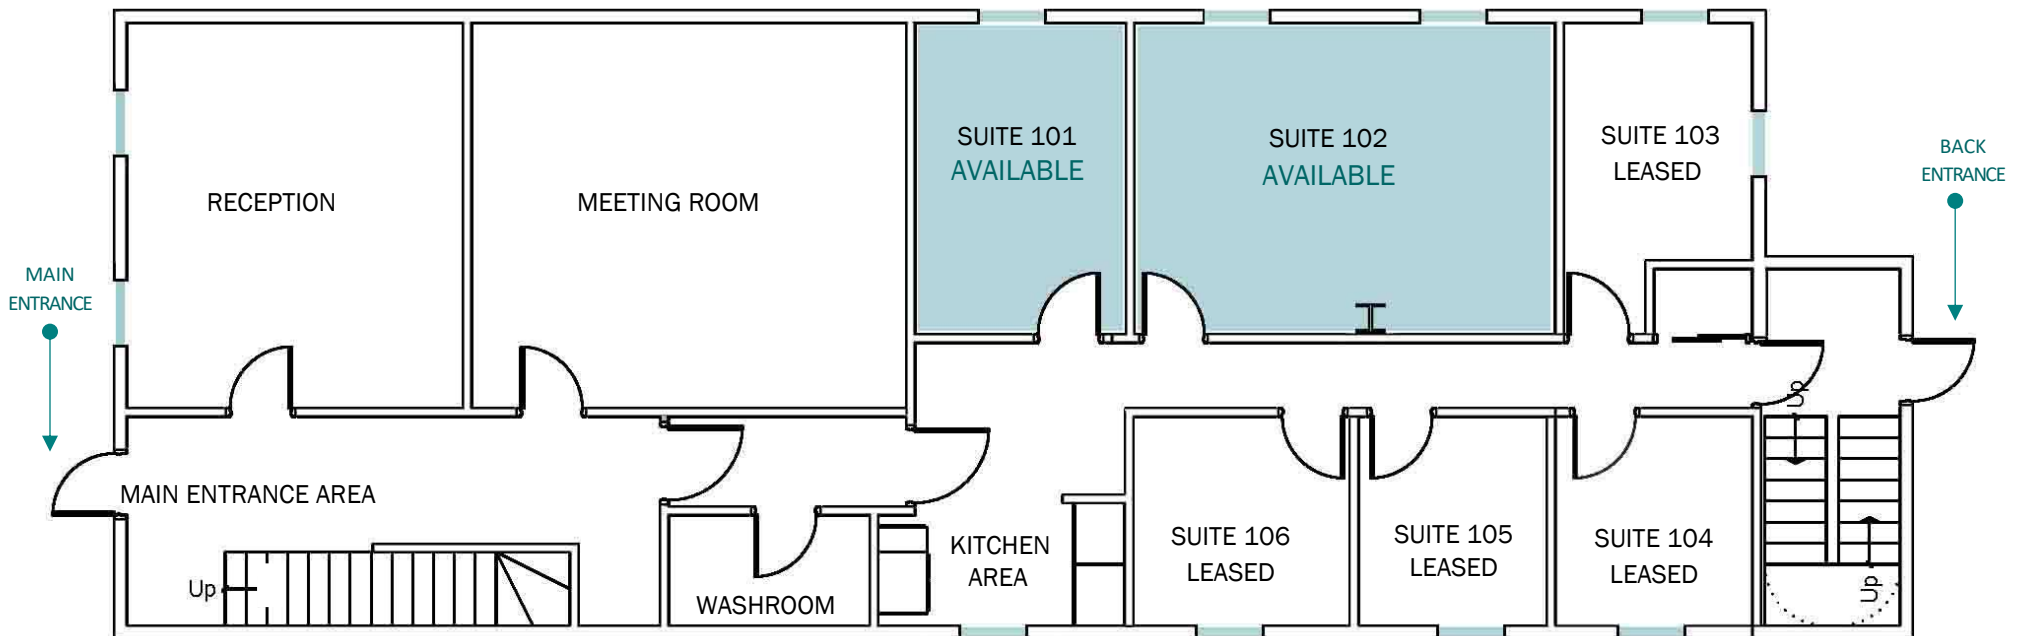 MAIN
ENTRANCE
RECEPTION
MEETING ROOM
SUITE 101
AVAILABLE
SUITE 102
AVAILABLE
SUITE 103
LEASED
BACK
ENTRANCE
MAIN ENTRANCE AREA
Up
WASHROOM
KITCHEN
AREA
SUITE 106
LEASED
SUITE 105
LEASED
SUITE 104
LEASED
Up
Up